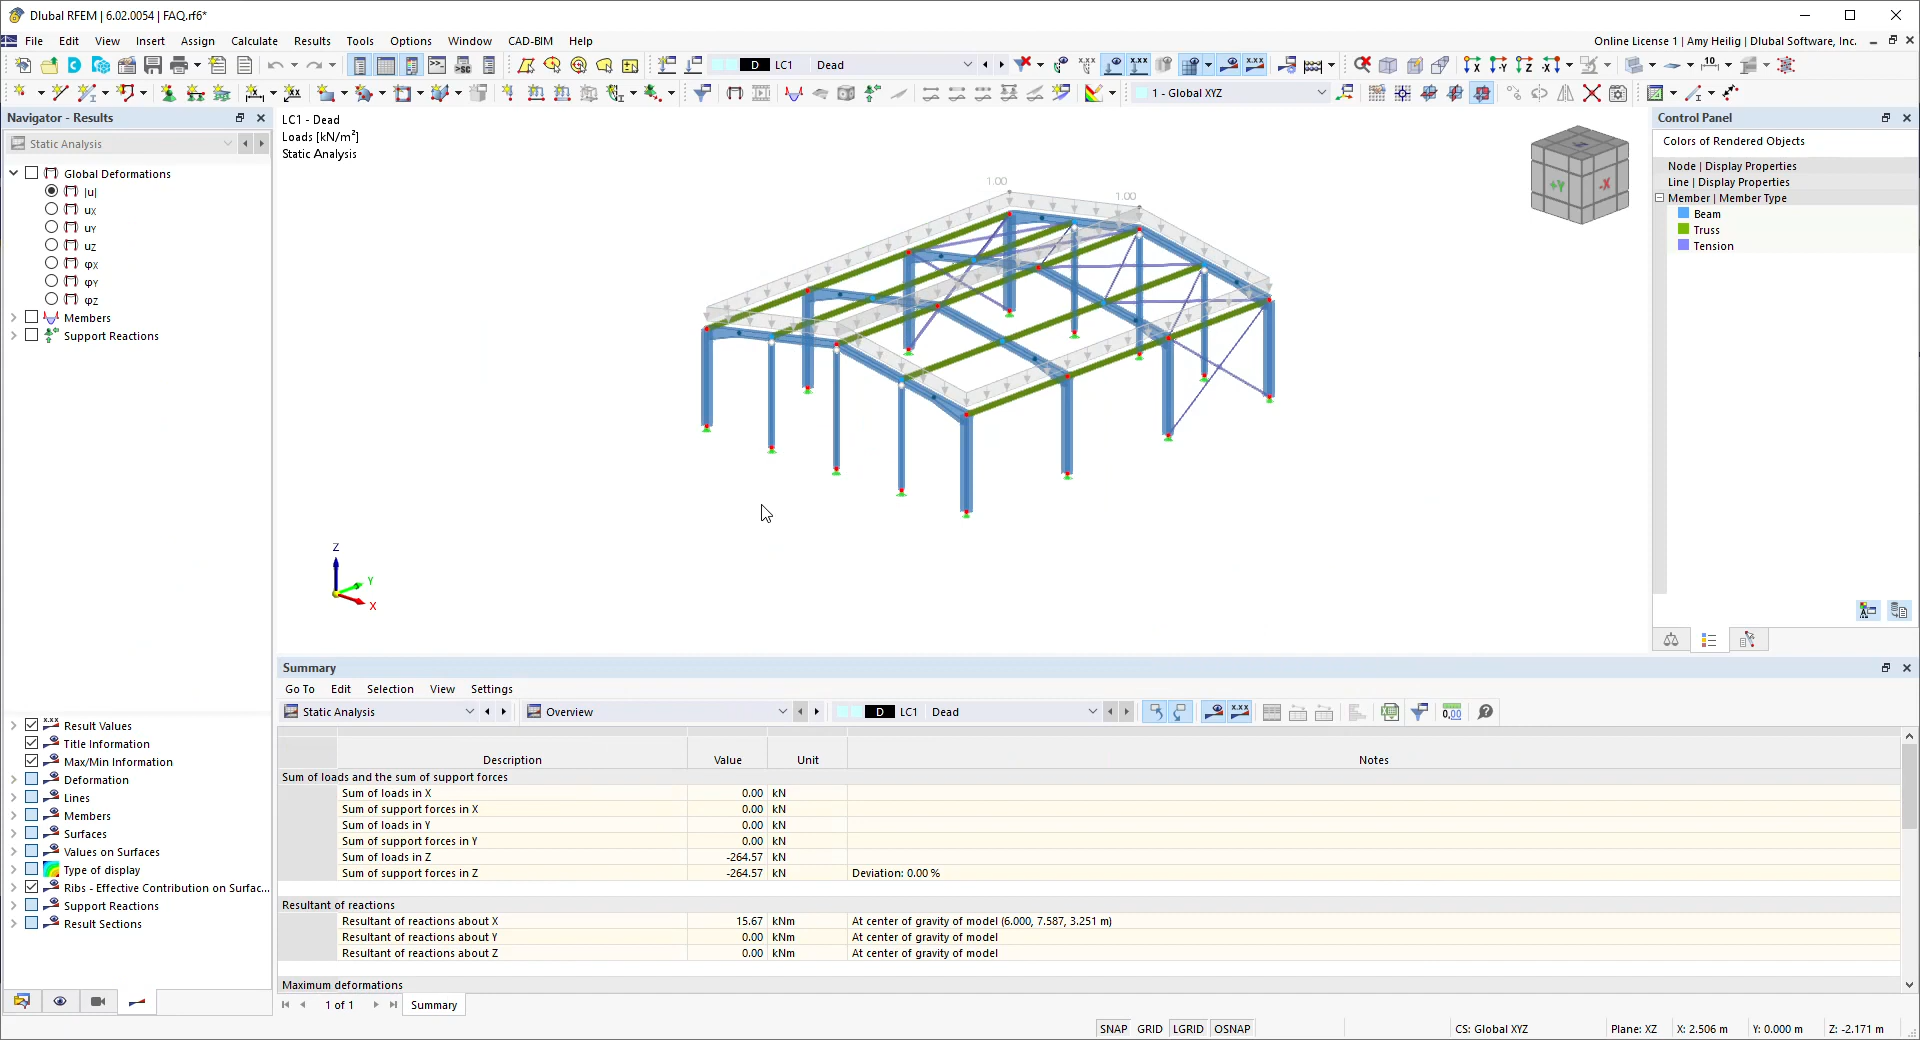 Dlubal RFEM | 6.02.0054 | FAQ.rf6*
File Edit View Insert Assign Calculate Results Tools Options Window CAD-BIM Help
Online License 1 | Amy Heilig | Dlubal Software, Inc.
D LC1 Dead
1 - Global XYZ
Navigator - Results
Static Analysis
Global Deformations
|u|
uX
uY
uZ
φX
φY
φZ
Members
Support Reactions
Result Values
Title Information
Max/Min Information
Deformation
Lines
Members
Surfaces
Values on Surfaces
Type of display
Ribs - Effective Contribution on Surfac...
Support Reactions
Result Sections
LC1 - Dead
Loads [kN/m²]
Static Analysis
1.00
1.00
+Y
-X
Z
Y
X
Control Panel
Colors of Rendered Objects
Node | Display Properties
Line | Display Properties
Member | Member Type
Beam
Truss
Tension
Summary
Go To Edit Selection View Settings
Static Analysis Overview D LC1 Dead
Description Value Unit Notes
Sum of loads and the sum of support forces
Sum of loads in X 0.00 kN
Sum of support forces in X 0.00 kN
Sum of loads in Y 0.00 kN
Sum of support forces in Y 0.00 kN
Sum of loads in Z -264.57 kN
Sum of support forces in Z -264.57 kN Deviation: 0.00 %
Resultant of reactions
Resultant of reactions about X 15.67 kNm At center of gravity of model (6.000, 7.587, 3.251 m)
Resultant of reactions about Y 0.00 kNm At center of gravity of model
Resultant of reactions about Z 0.00 kNm At center of gravity of model
Maximum deformations
1 of 1 Summary
SNAP GRID LGRID OSNAP CS: Global XYZ Plane: XZ X: 2.506 m Y: 0.000 m Z: -2.171 m